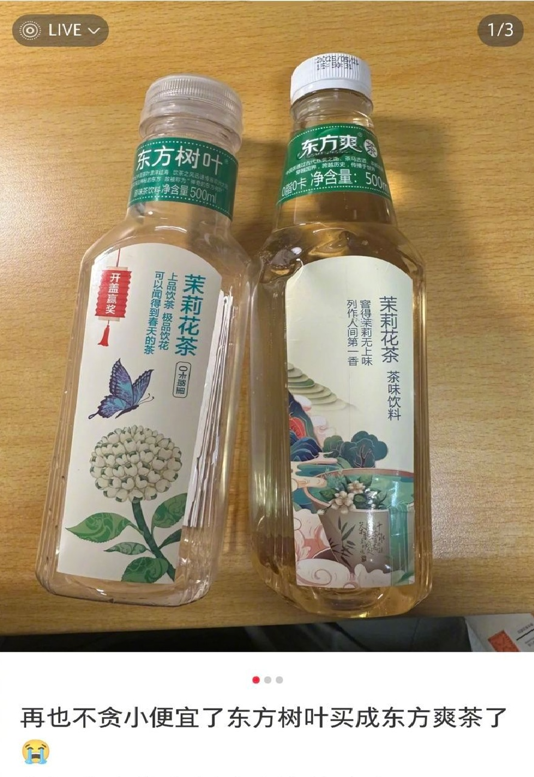 LIVE
1/3
东方树叶
净含量500ml
开盖赢奖
茉莉花茶
上品饮茶 极品饮花
可以闻得到春天的茶
东方爽茶
0卡 净含量：500m
茉莉花茶 茶味饮料
窨得茉莉无上味
列作人间第一香
再也不贪小便宜了东方树叶买成东方爽茶了
😭